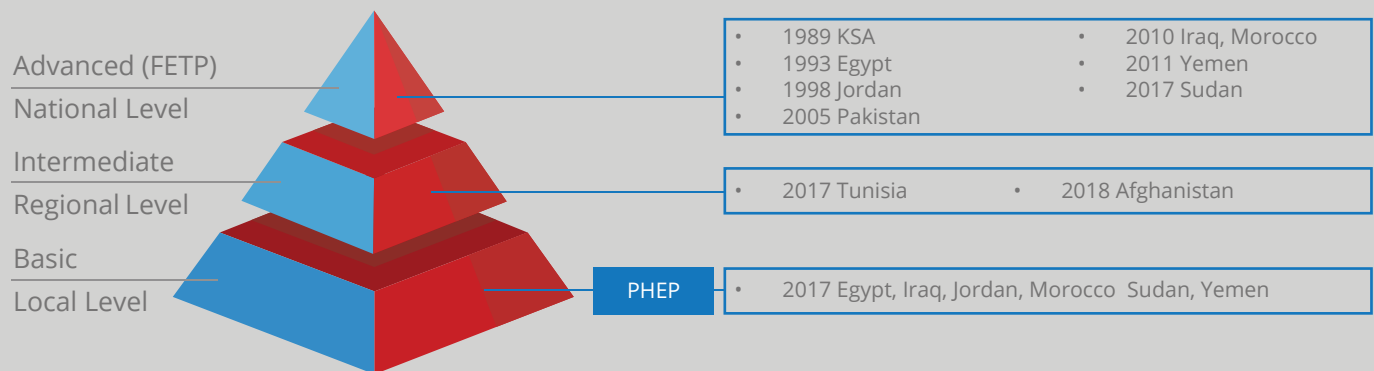 Advanced (FETP)
National Level
• 1989 KSA
• 1993 Egypt
• 1998 Jordan
• 2005 Pakistan
• 2010 Iraq, Morocco
• 2011 Yemen
• 2017 Sudan
Intermediate
Regional Level
• 2017 Tunisia
• 2018 Afghanistan
Basic
Local Level
PHEP
• 2017 Egypt, Iraq, Jordan, Morocco  Sudan, Yemen